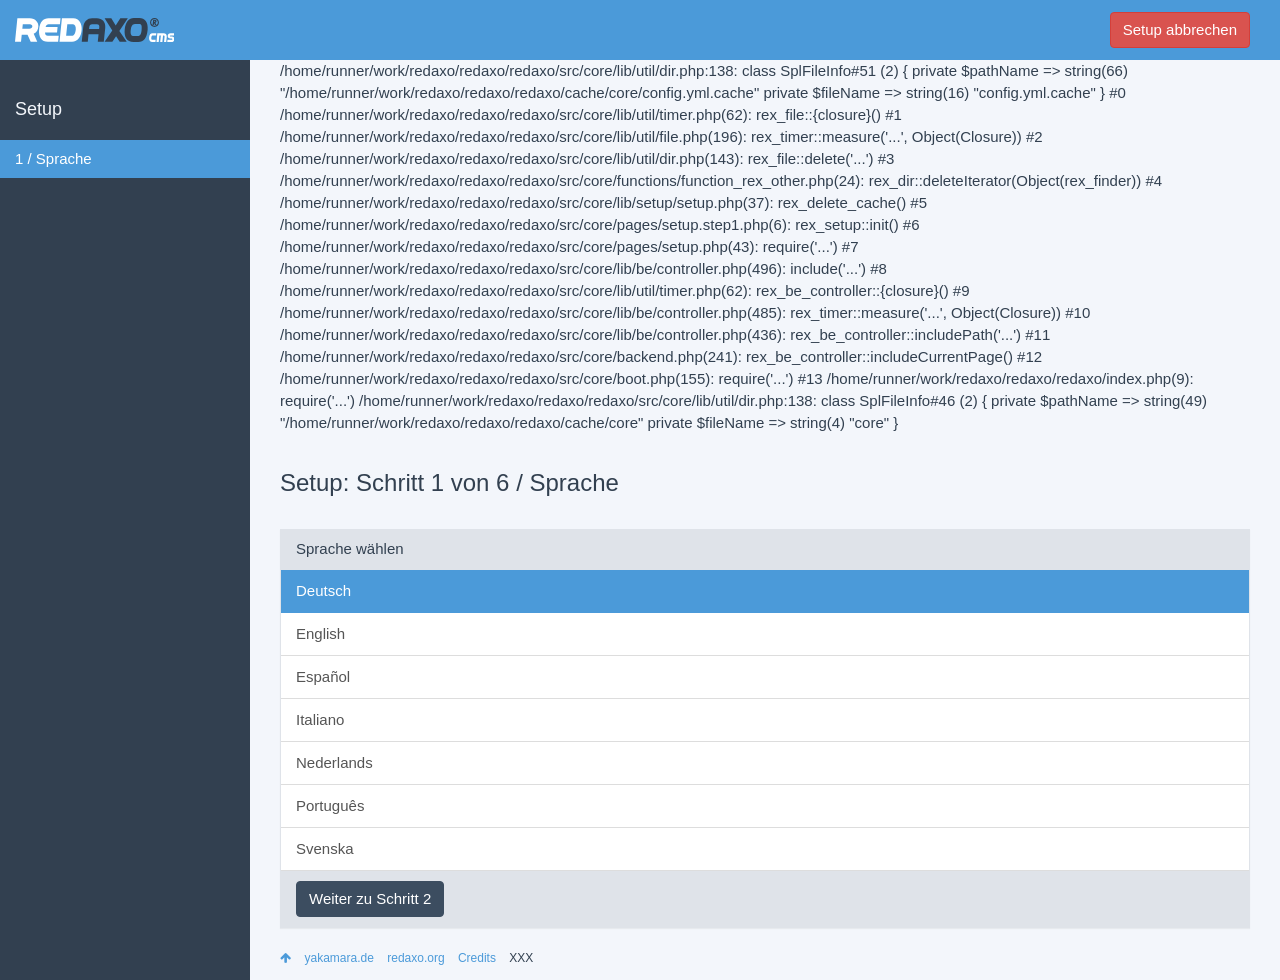 REDAXO® cms
Setup abbrechen
Setup
1 / Sprache
/home/runner/work/redaxo/redaxo/redaxo/src/core/lib/util/dir.php:138: class SplFileInfo#51 (2) { private $pathName => string(66)
"/home/runner/work/redaxo/redaxo/redaxo/cache/core/config.yml.cache" private $fileName => string(16) "config.yml.cache" } #0
/home/runner/work/redaxo/redaxo/redaxo/src/core/lib/util/timer.php(62): rex_file::{closure}() #1
/home/runner/work/redaxo/redaxo/redaxo/src/core/lib/util/file.php(196): rex_timer::measure('...', Object(Closure)) #2
/home/runner/work/redaxo/redaxo/redaxo/src/core/lib/util/dir.php(143): rex_file::delete('...') #3
/home/runner/work/redaxo/redaxo/redaxo/src/core/functions/function_rex_other.php(24): rex_dir::deleteIterator(Object(rex_finder)) #4
/home/runner/work/redaxo/redaxo/redaxo/src/core/lib/setup/setup.php(37): rex_delete_cache() #5
/home/runner/work/redaxo/redaxo/redaxo/src/core/pages/setup.step1.php(6): rex_setup::init() #6
/home/runner/work/redaxo/redaxo/redaxo/src/core/pages/setup.php(43): require('...') #7
/home/runner/work/redaxo/redaxo/redaxo/src/core/lib/be/controller.php(496): include('...') #8
/home/runner/work/redaxo/redaxo/redaxo/src/core/lib/util/timer.php(62): rex_be_controller::{closure}() #9
/home/runner/work/redaxo/redaxo/redaxo/src/core/lib/be/controller.php(485): rex_timer::measure('...', Object(Closure)) #10
/home/runner/work/redaxo/redaxo/redaxo/src/core/lib/be/controller.php(436): rex_be_controller::includePath('...') #11
/home/runner/work/redaxo/redaxo/redaxo/src/core/backend.php(241): rex_be_controller::includeCurrentPage() #12
/home/runner/work/redaxo/redaxo/redaxo/src/core/boot.php(155): require('...') #13 /home/runner/work/redaxo/redaxo/redaxo/index.php(9):
require('...') /home/runner/work/redaxo/redaxo/redaxo/src/core/lib/util/dir.php:138: class SplFileInfo#46 (2) { private $pathName => string(49)
"/home/runner/work/redaxo/redaxo/redaxo/cache/core" private $fileName => string(4) "core" }
Setup: Schritt 1 von 6 / Sprache
Sprache wählen
Deutsch
English
Español
Italiano
Nederlands
Português
Svenska
Weiter zu Schritt 2
yakamara.de redaxo.org Credits XXX